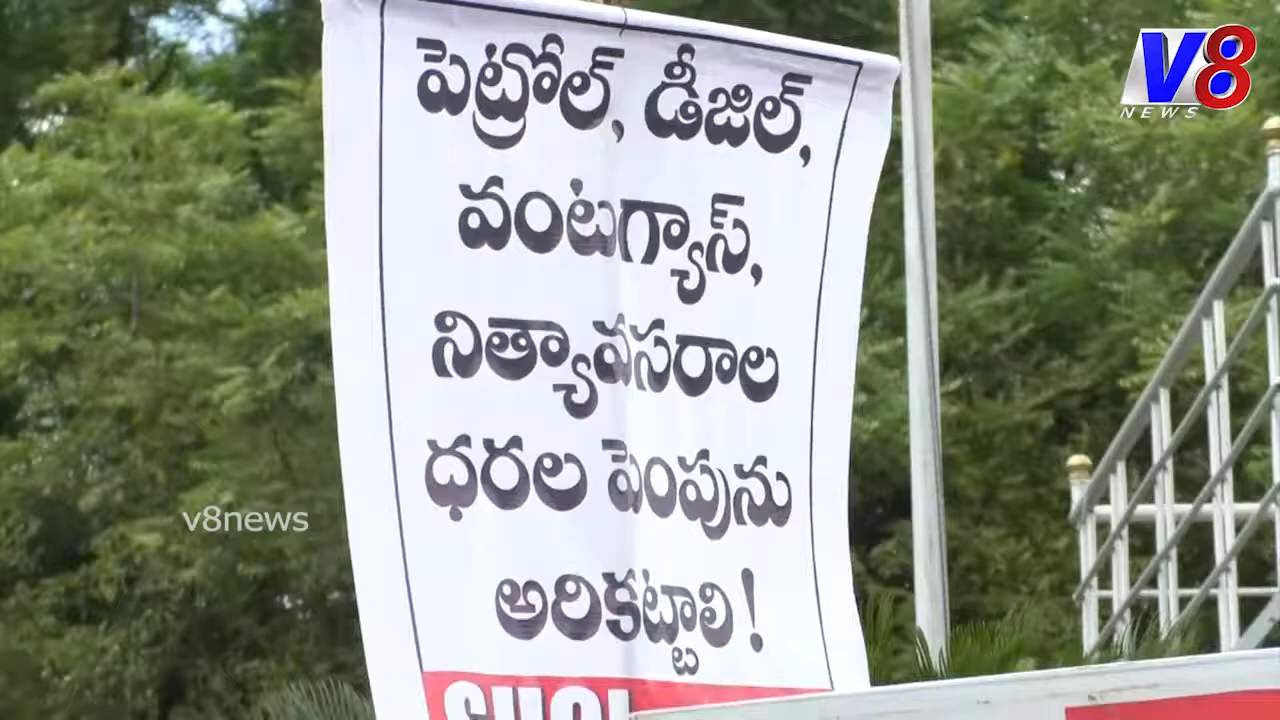 V8
NEWS
పెట్రోల్, డీజిల్,
వంటగ్యాస్,
నిత్యావసరాల
ధరల పెంపును
అరికట్టాలి!
v8news